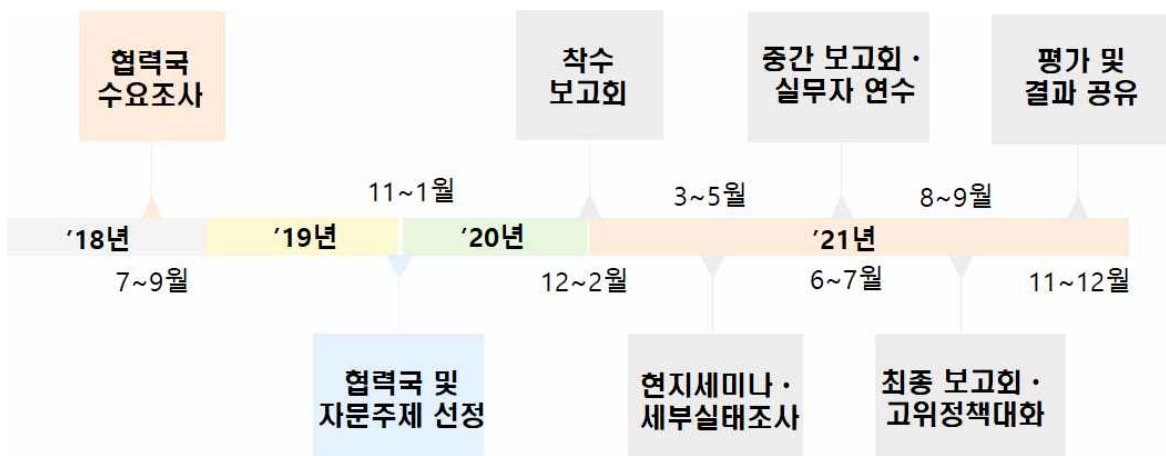 협력국
수요조사
착수
보고회
중간 보고회·
실무자 연수
평가 및
결과 공유
11~1월
3~5월
8~9월
’18년
’19년
’20년
’21년
7~9월
12~2월
6~7월
11~12월
협력국 및
자문주제 선정
현지세미나·
세부실태조사
최종 보고회·
고위정책대화